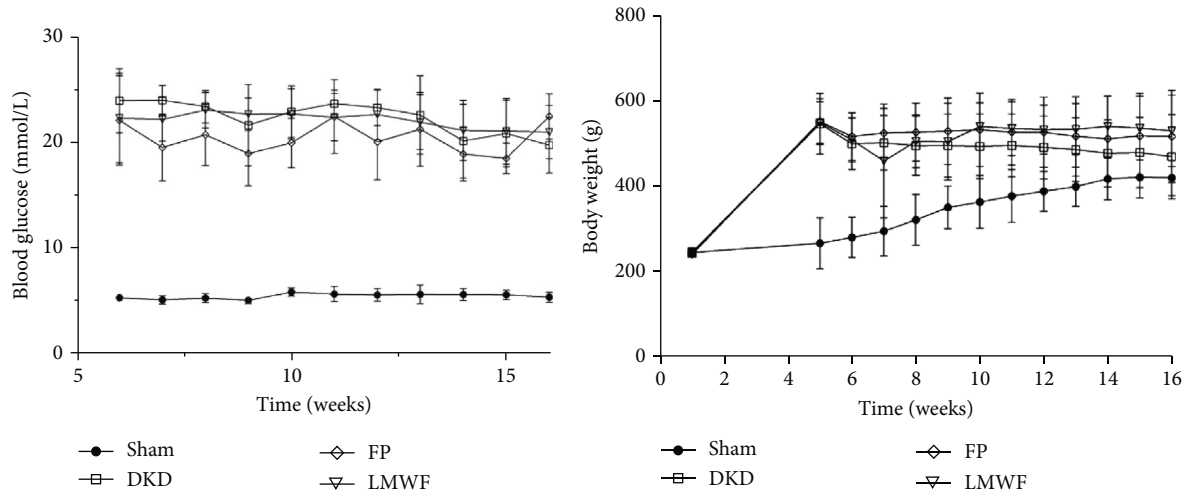 30
20
10
0
Blood glucose (mmol/L)
5
10
15
Time (weeks)
Sham
DKD
FP
LMWF
800
600
400
200
0
Body weight (g)
0
2
4
6
8
10
12
14
16
Time (weeks)
Sham
DKD
FP
LMWF